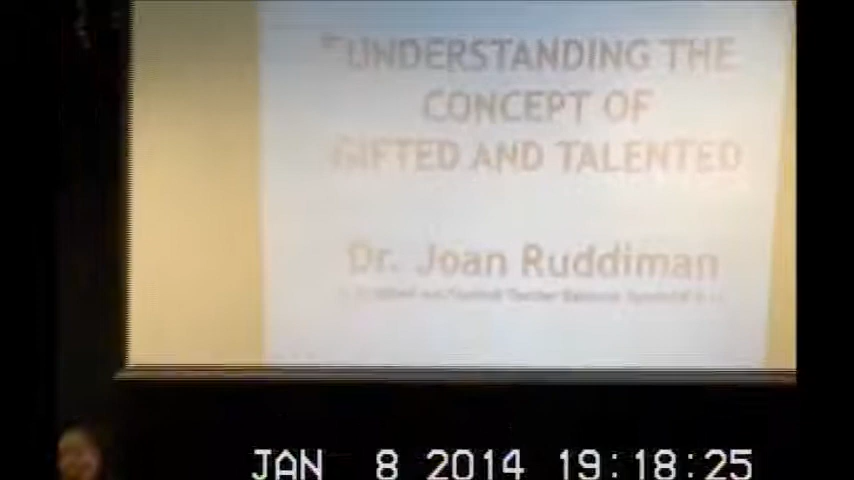 "UNDERSTANDING THE
CONCEPT OF
GIFTED AND TALENTED
Dr. Joan Ruddiman
JAN 8 2014 19:18:25